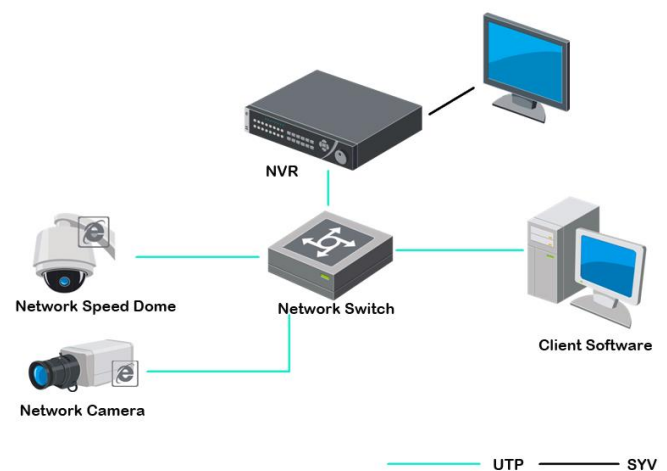 NVR
Network Speed Dome
Network Switch
Client Software
Network Camera
UTP
SYV